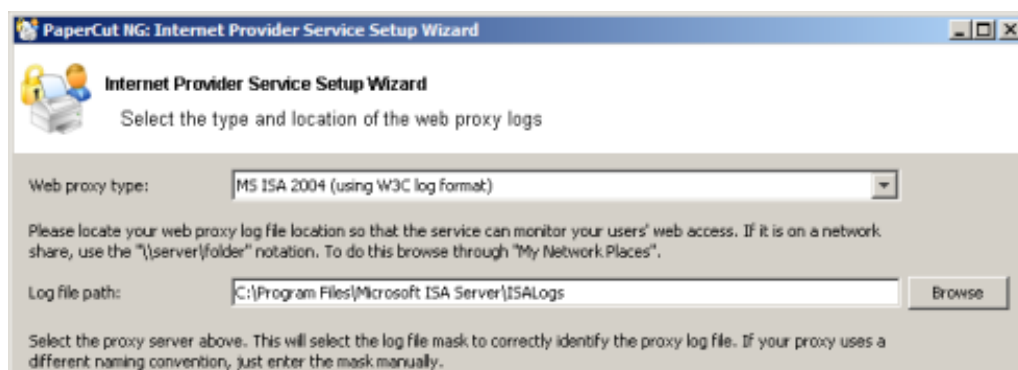 PaperCut NG: Internet Provider Service Setup Wizard
Internet Provider Service Setup Wizard
Select the type and location of the web proxy logs
Web proxy type:
MS ISA 2004 (using W3C log format)
Please locate your web proxy log file location so that the service can monitor your users' web access. If it is on a network
share, use the "\\server\folder" notation. To do this browse through "My Network Places".
Log file path:
C:\Program Files\Microsoft ISA Server\ISALogs
Browse
Select the proxy server above. This will select the log file mask to correctly identify the proxy log file. If your proxy uses a
different naming convention, just enter the mask manually.